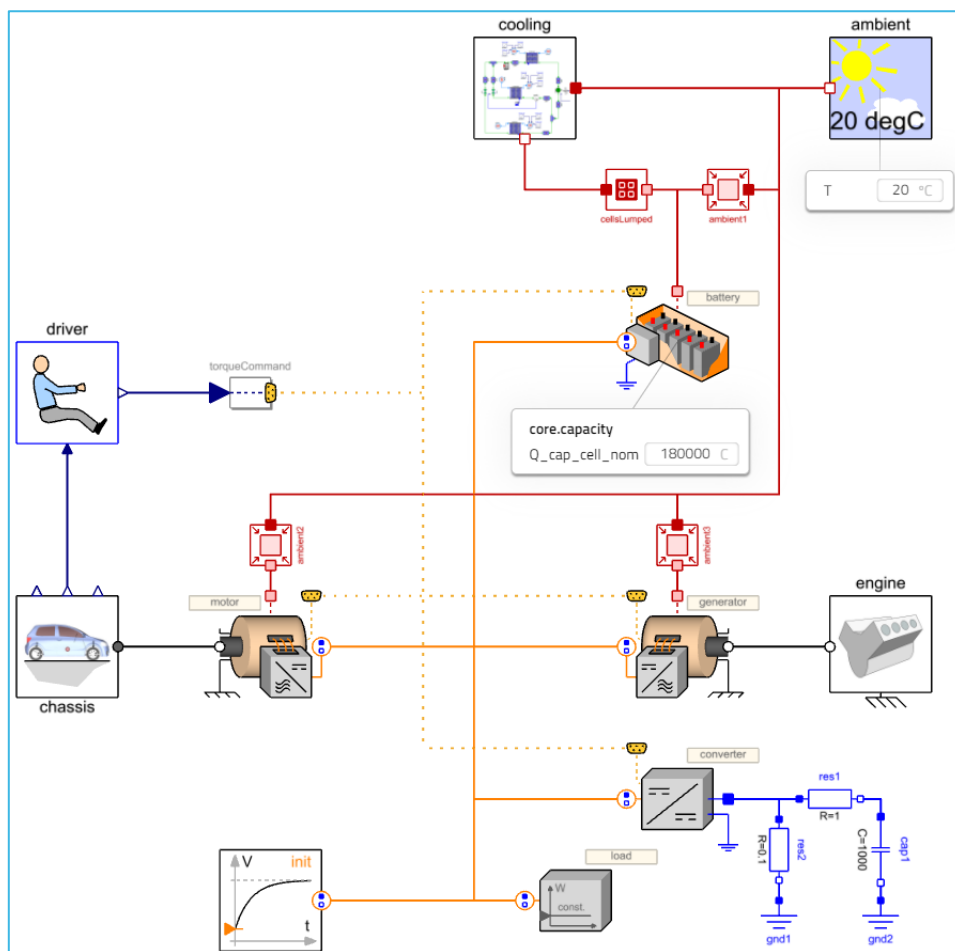 cooling
ambient
20 degC
T 20 °C
cellsLumped
ambient1
battery
driver
torqueCommand
core.capacity
Q_cap_cell_nom 180000 C
ambient2
ambient3
motor
generator
engine
chassis
converter
res1
R=1
R=0.1
res2
C=1000
cap1
V init
t
load
W
const.
gnd1
gnd2